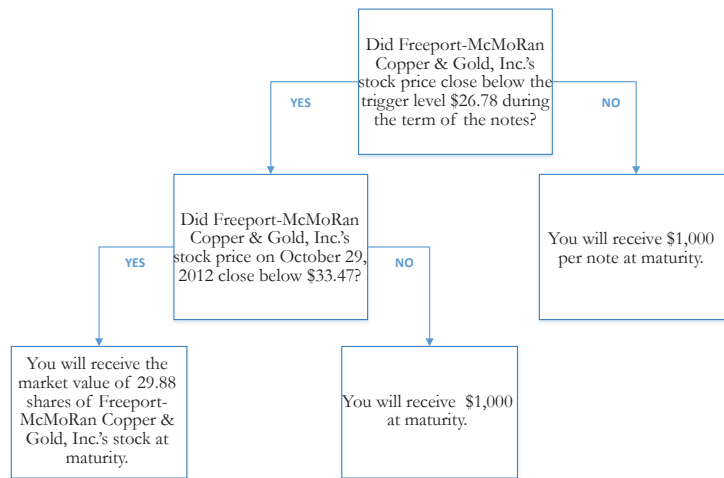 Did Freeport-McMoRan
Copper & Gold, Inc.'s
stock price close below the
trigger level $26.78 during
the term of the notes?
YES
NO
Did Freeport-McMoRan
Copper & Gold, Inc.'s
stock price on October 29,
2012 close below $33.47?
You will receive $1,000
per note at maturity.
YES
NO
You will receive the
market value of 29.88
shares of Freeport-
McMoRan Copper &
Gold, Inc.'s stock at
maturity.
You will receive $1,000
at maturity.